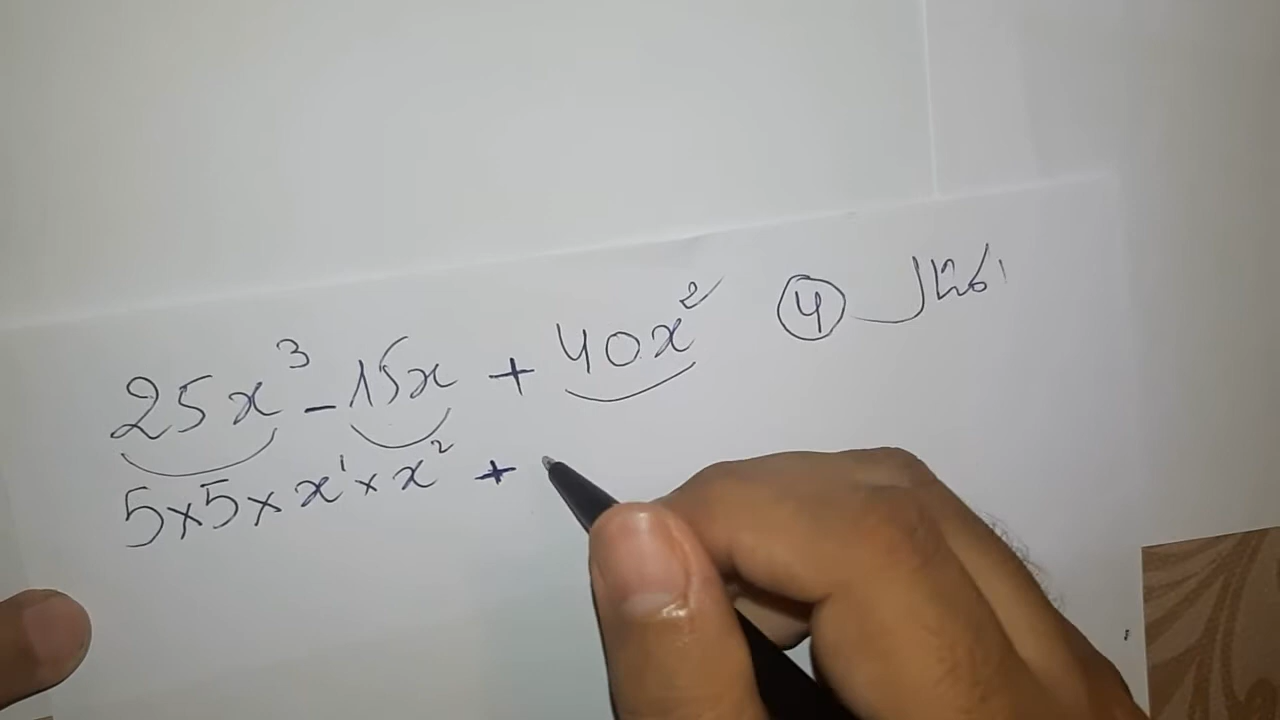 25x³ - 15x + 40x² ④ مثال
5×5×x¹×x² +